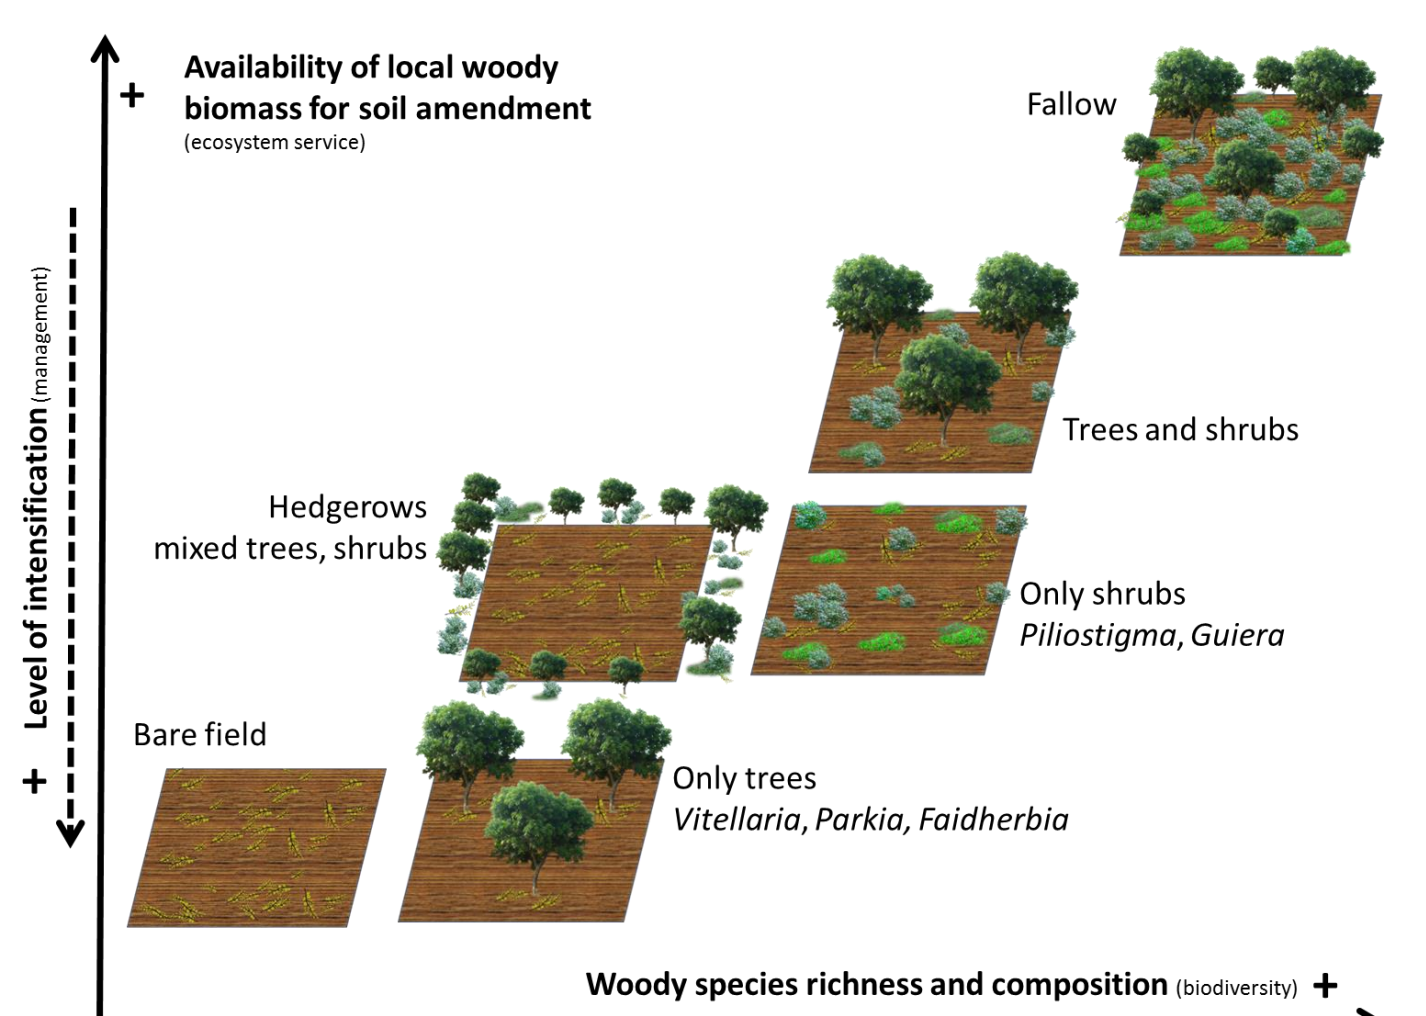 +
Availability of local woody
biomass for soil amendment
(ecosystem service)
Fallow
Trees and shrubs
Hedgerows
mixed trees, shrubs
Only shrubs
Piliostigma, Guiera
Bare field
Only trees
Vitellaria, Parkia, Faidherbia
+ Level of intensification (management)
Woody species richness and composition (biodiversity) +